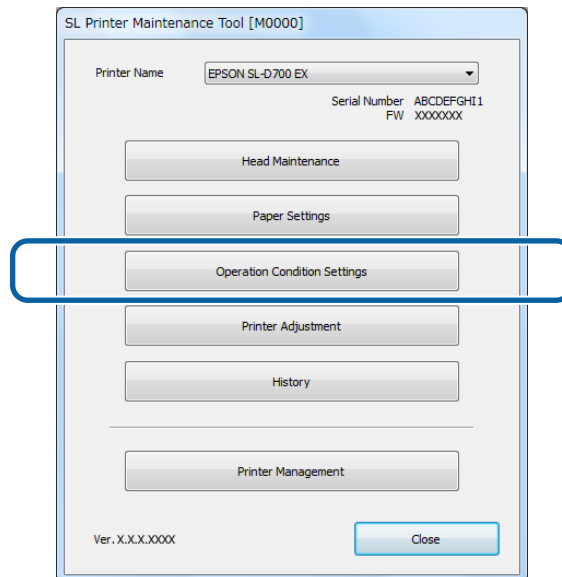 SL Printer Maintenance Tool [M0000]
Printer Name EPSON SL-D700 EX
Serial Number ABCDEFGHI1
FW XXXXXXX
Head Maintenance
Paper Settings
Operation Condition Settings
Printer Adjustment
History
Printer Management
Ver. X.X.X.XXXX Close